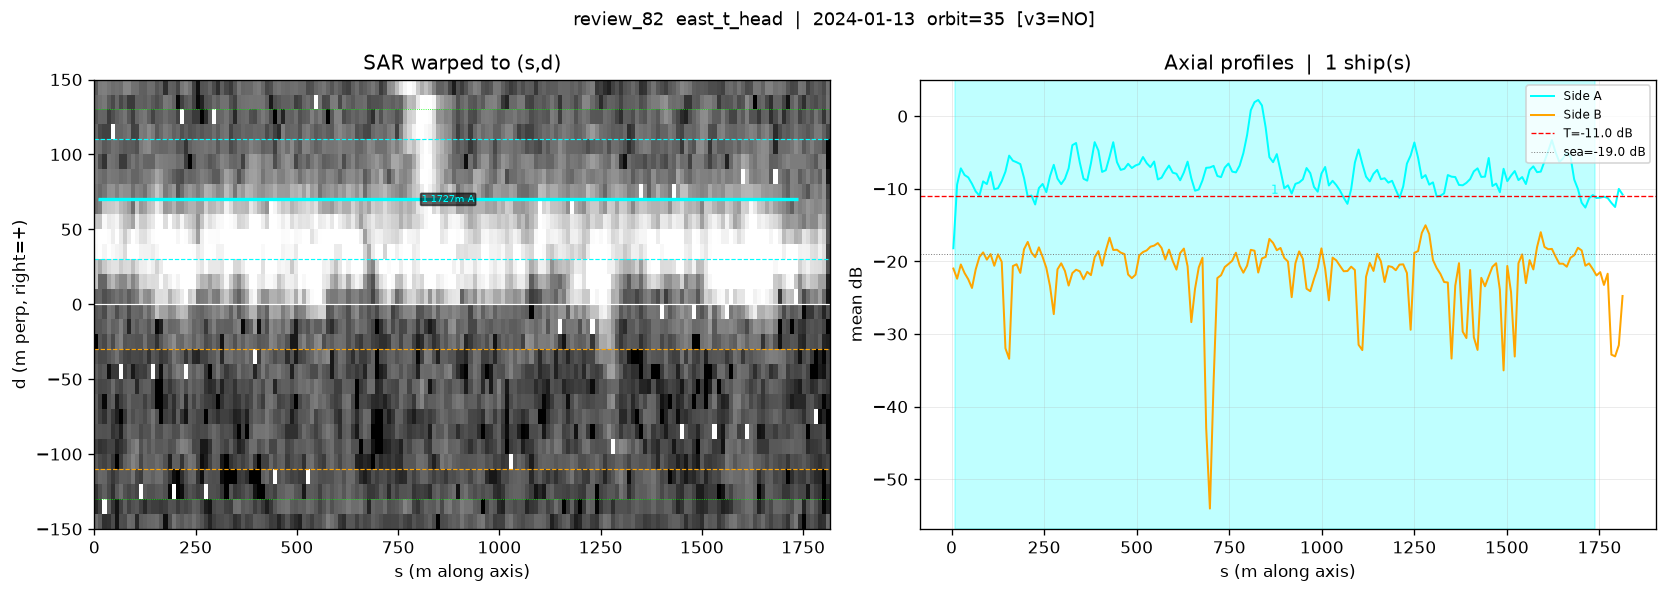 review_82  east_t_head  |  2024-01-13  orbit=35  [v3=NO]
SAR warped to (s,d)
150
100
50
0
−50
−100
−150
0
250
500
750
1000
1250
1500
1750
d (m perp, right=+)
s (m along axis)
1:1727m A
Axial profiles  |  1 ship(s)
0
−10
−20
−30
−40
−50
0
250
500
750
1000
1250
1500
1750
mean dB
s (m along axis)
1
Side A
Side B
T=-11.0 dB
sea=-19.0 dB